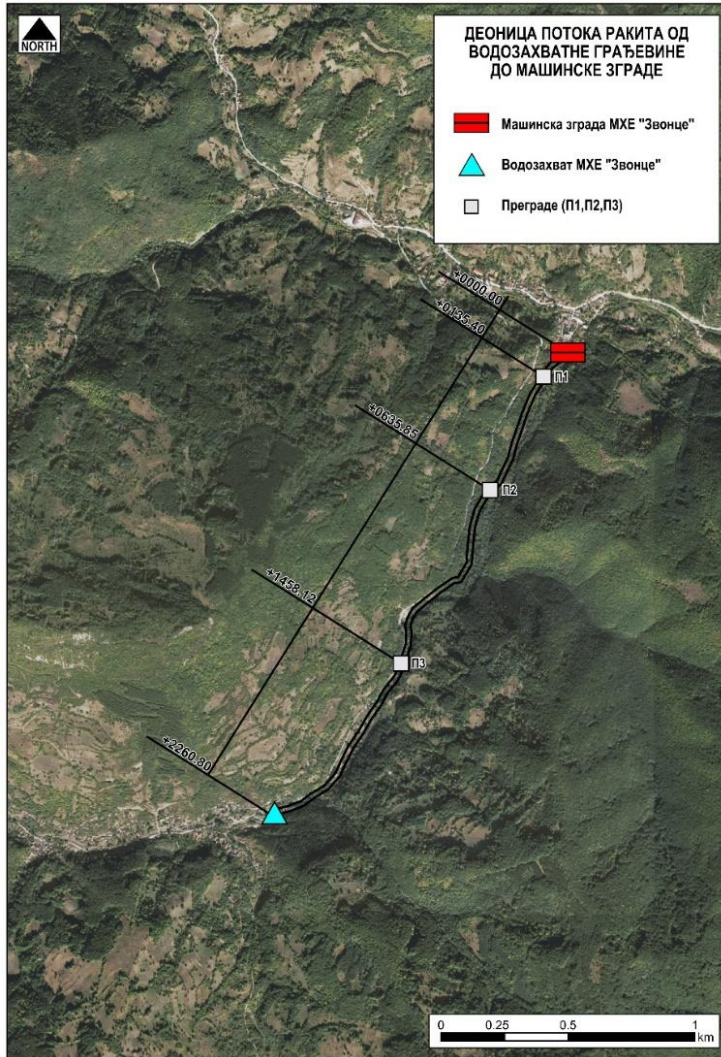 NORTH
ДЕОНИЦА ПОТОКА РАКИТА ОД
ВОДОЗАХВАТНЕ ГРАЂЕВИНЕ
ДО МАШИНСКЕ ЗГРАДЕ
Машинска зграда МХЕ "Звонце"
Водозахват МХЕ "Звонце"
Преграде (П1,П2,П3)
+0000.00
+0135.40
П1
+0635.85
П2
+1458.12
П3
+2260.80
0 0.25 0.5 1
km